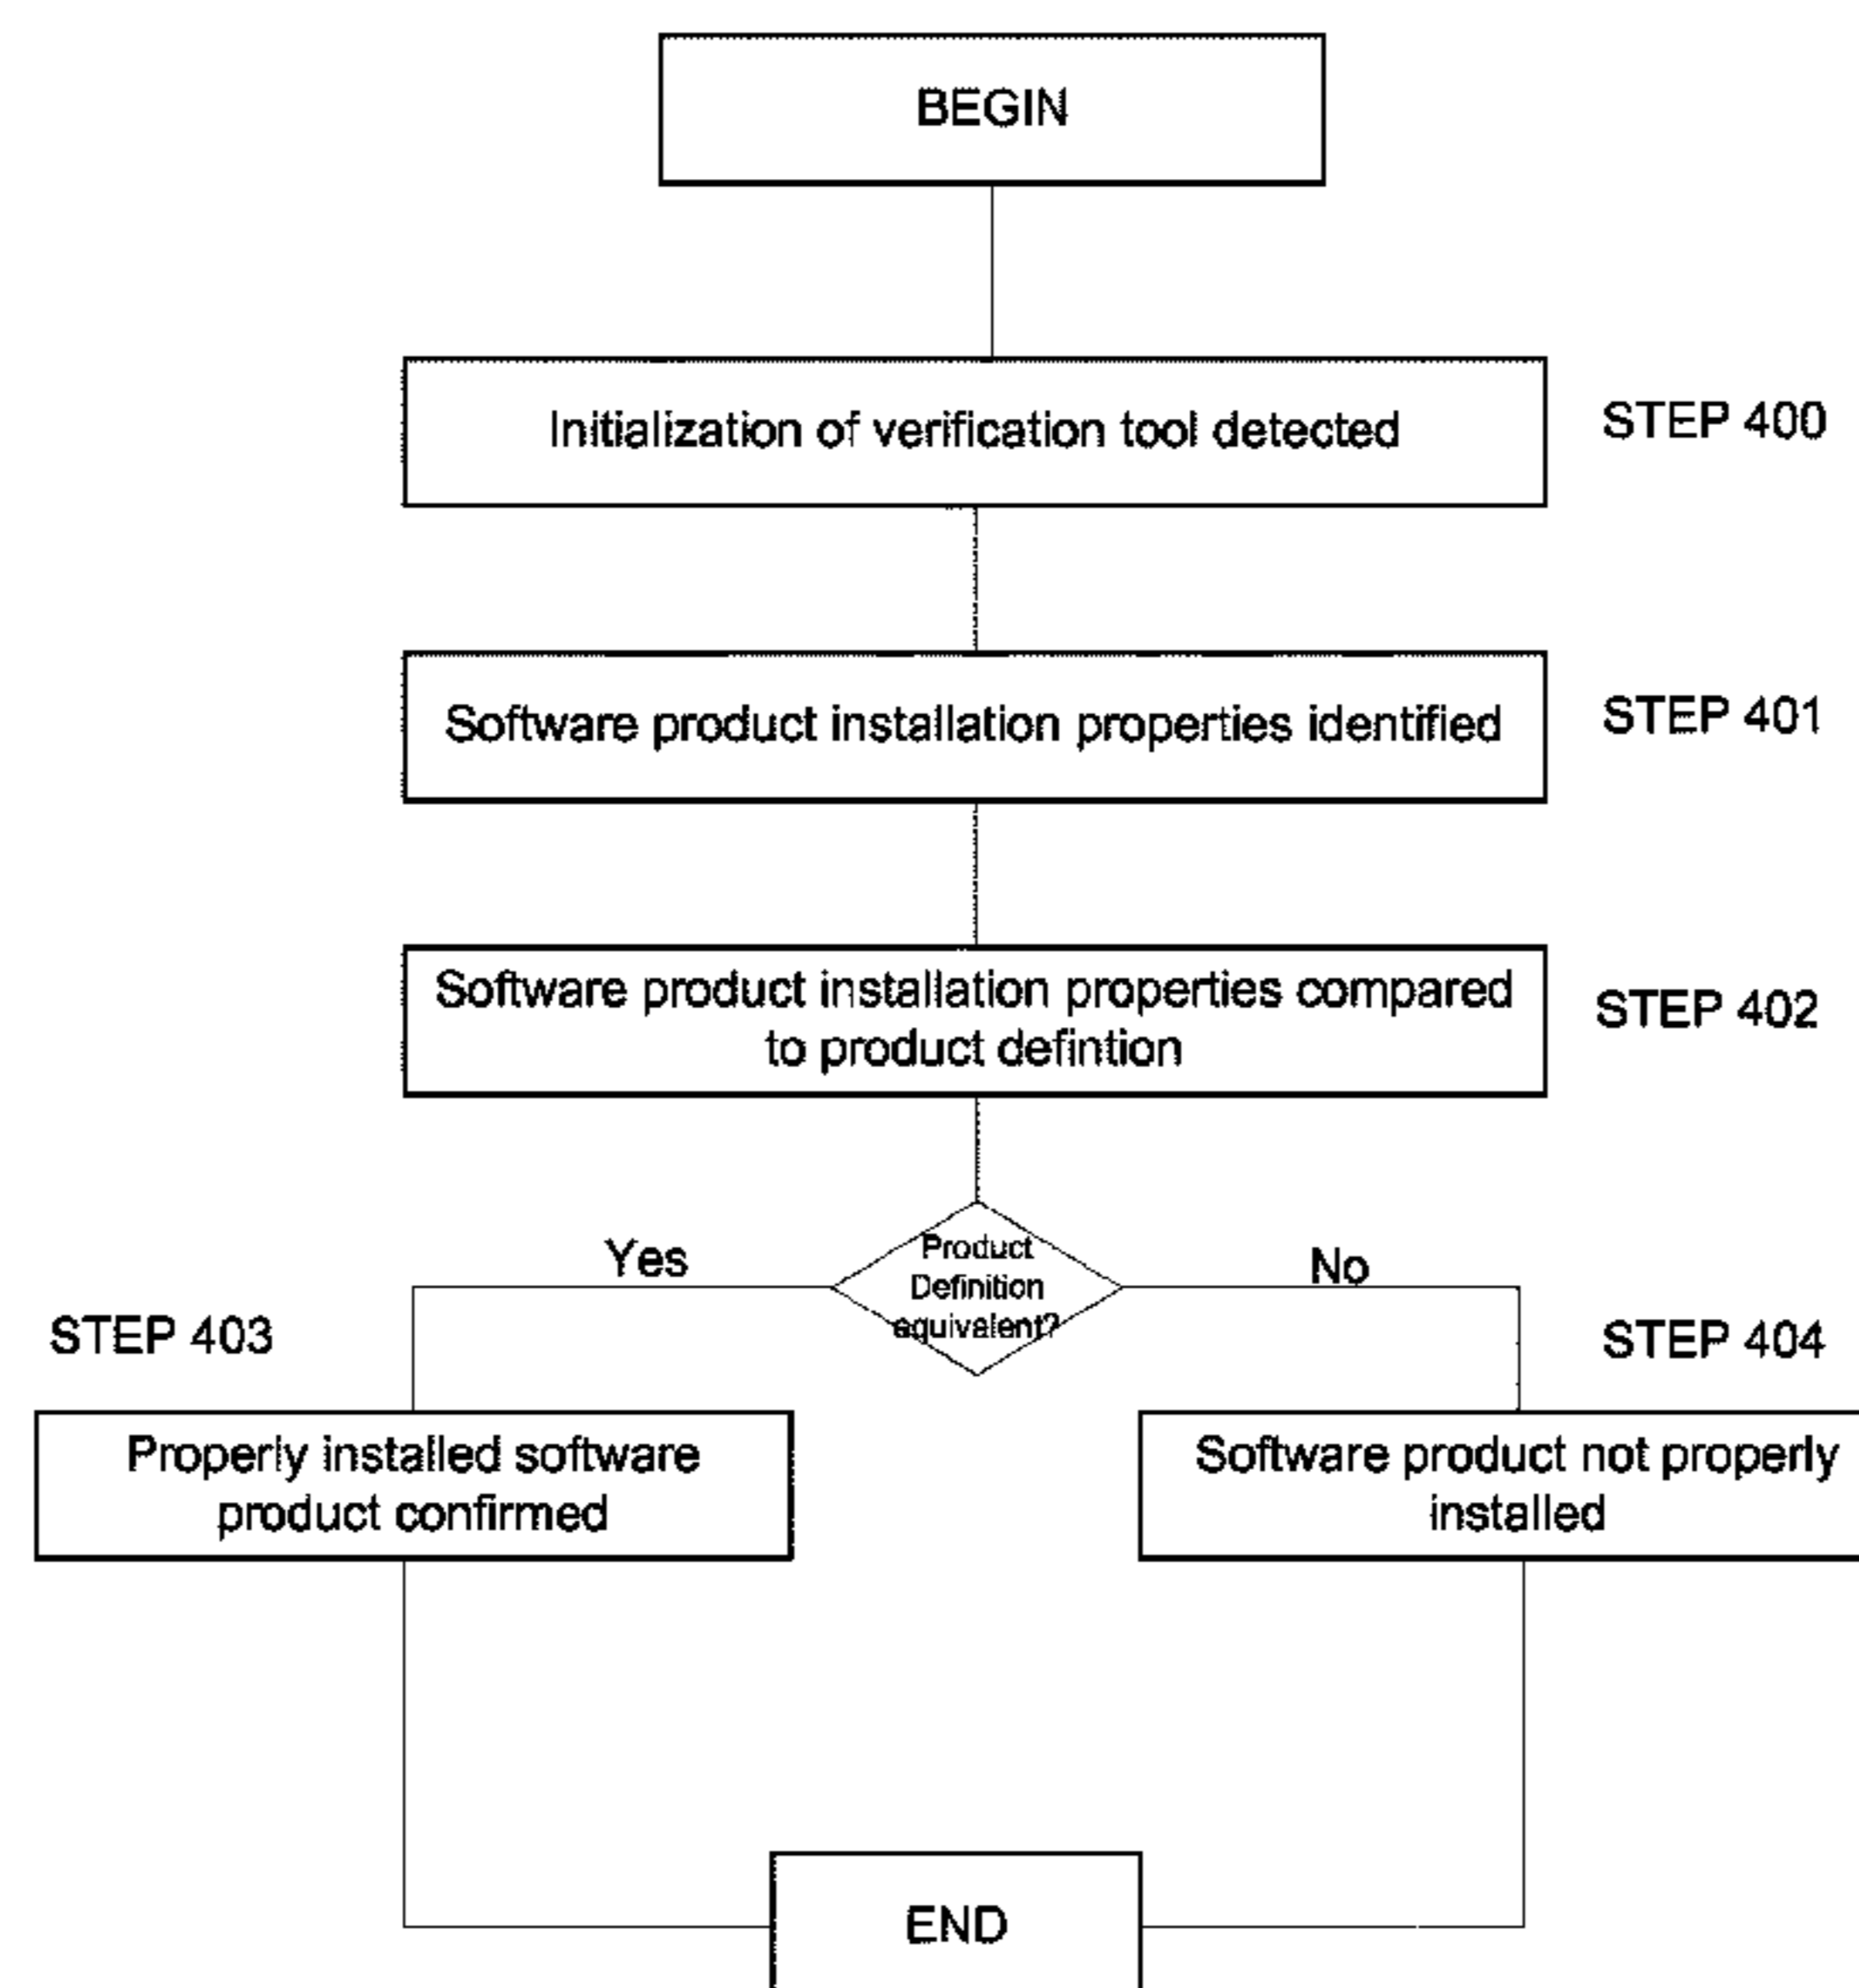 BEGIN
Initialization of verification tool detected
STEP 400
Software product installation properties identified
STEP 401
Software product installation properties compared
to product defintion
STEP 402
Product
Definition
equivalent?
Yes
No
STEP 403
STEP 404
Properly installed software
product confirmed
Software product not properly
installed
END